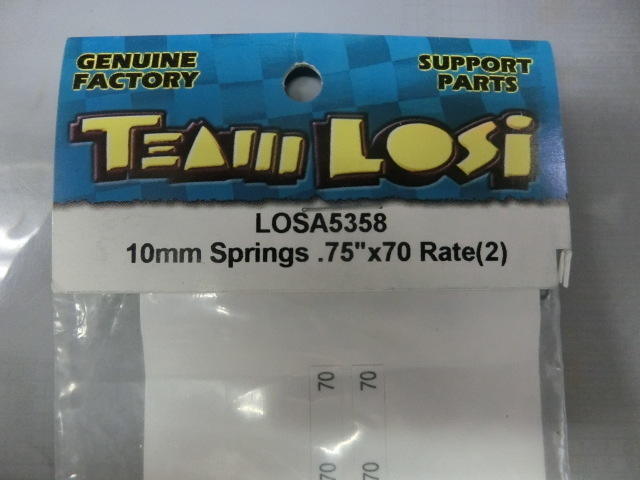 GENUINE
FACTORY
SUPPORT
PARTS
TEAM LOSI
LOSA5358
10mm Springs .75"x70 Rate(2)
70 70
70 70